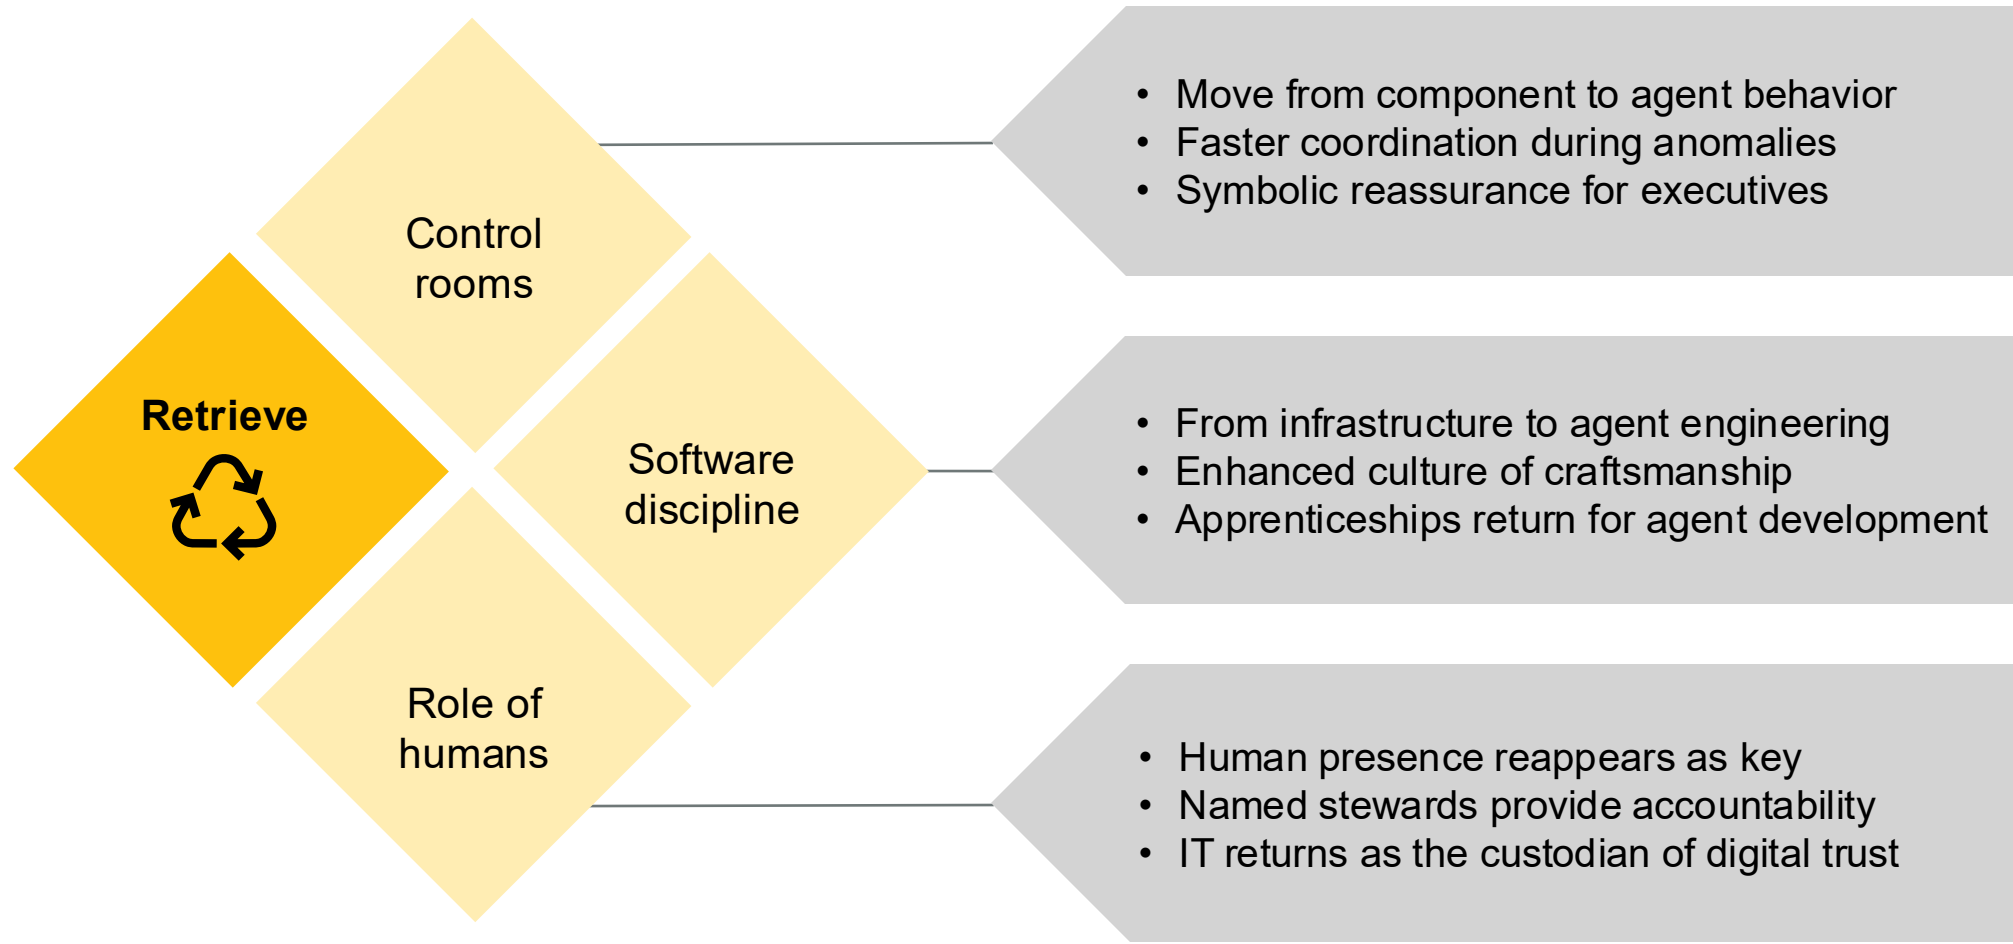 Retrieve
Control
rooms
• Move from component to agent behavior
• Faster coordination during anomalies
• Symbolic reassurance for executives
Software
discipline
• From infrastructure to agent engineering
• Enhanced culture of craftsmanship
• Apprenticeships return for agent development
Role of
humans
• Human presence reappears as key
• Named stewards provide accountability
• IT returns as the custodian of digital trust